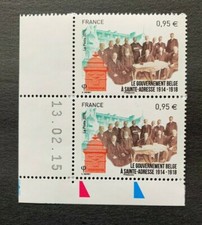 FRANCE 0,95 €
LE GOUVERNEMENT BELGE
À SAINTE-ADRESSE 1914-1918
13.02.15
FRANCE 0,95 €
LE GOUVERNEMENT BELGE
À SAINTE-ADRESSE 1914-1918